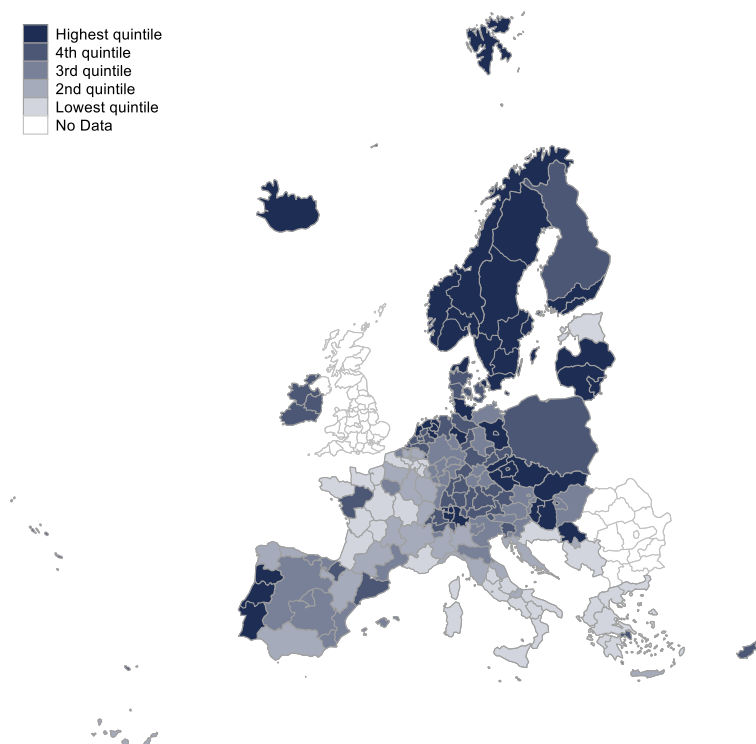 Highest quintile
4th quintile
3rd quintile
2nd quintile
Lowest quintile
No Data